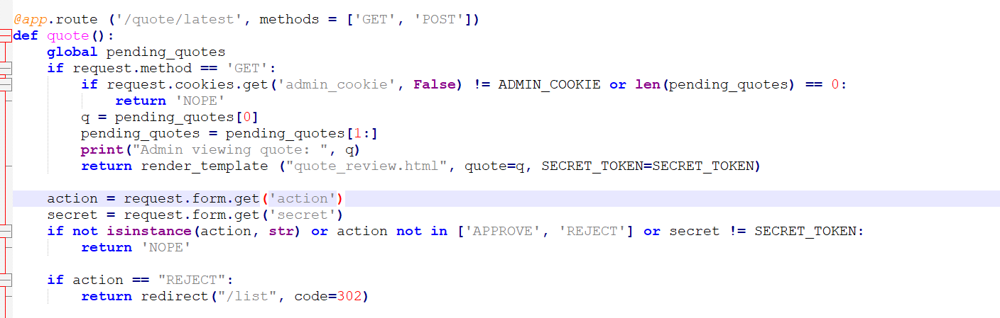 @app.route ('/quote/latest', methods = ['GET', 'POST'])
def quote():
    global pending_quotes
    if request.method == 'GET':
        if request.cookies.get('admin_cookie', False) != ADMIN_COOKIE or len(pending_quotes) == 0:
            return 'NOPE'
        q = pending_quotes[0]
        pending_quotes = pending_quotes[1:]
        print("Admin viewing quote: ", q)
        return render_template ("quote_review.html", quote=q, SECRET_TOKEN=SECRET_TOKEN)

    action = request.form.get('action')
    secret = request.form.get('secret')
    if not isinstance(action, str) or action not in ['APPROVE', 'REJECT'] or secret != SECRET_TOKEN:
        return 'NOPE'

    if action == "REJECT":
        return redirect("/list", code=302)